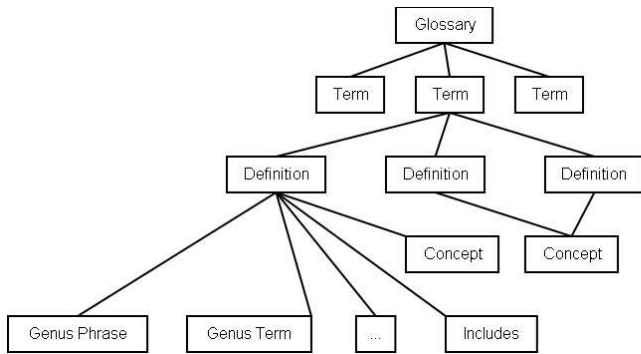 Glossary
Term
Term
Term
Definition
Definition
Definition
Concept
Concept
Genus Phrase
Genus Term
...
Includes